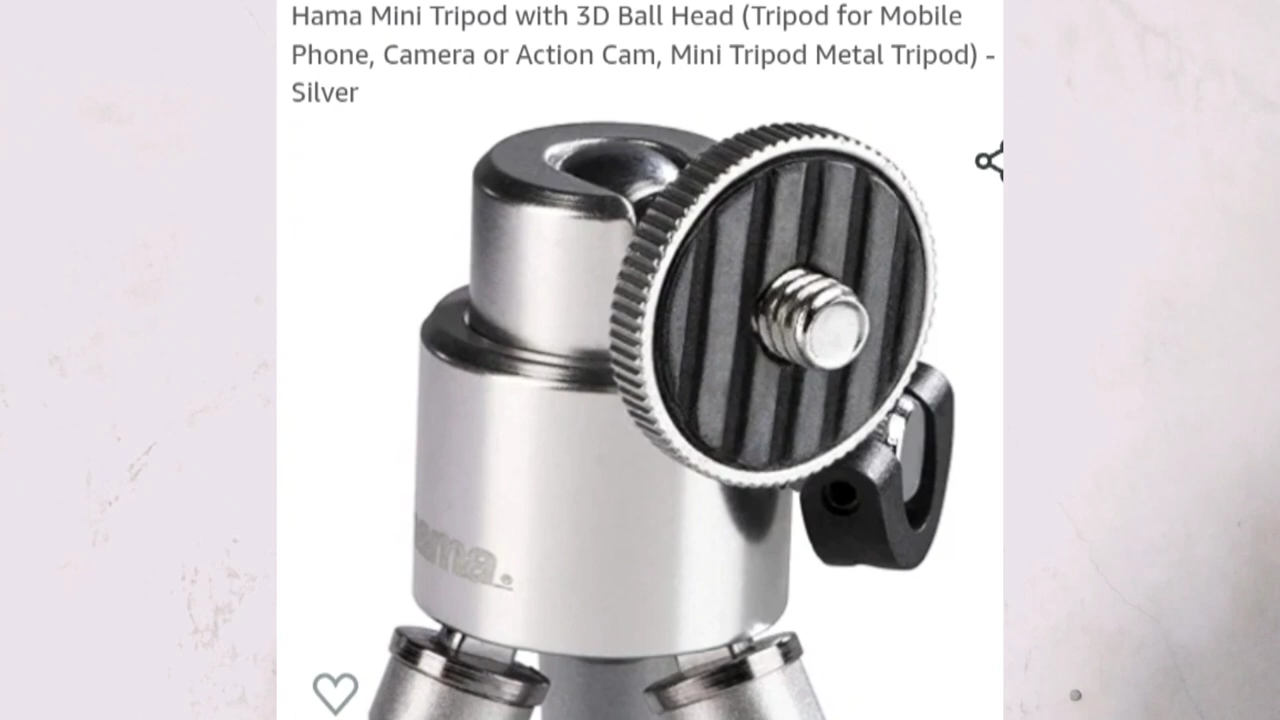 Hama Mini Tripod with 3D Ball Head (Tripod for Mobile
Phone, Camera or Action Cam, Mini Tripod Metal Tripod) -
Silver